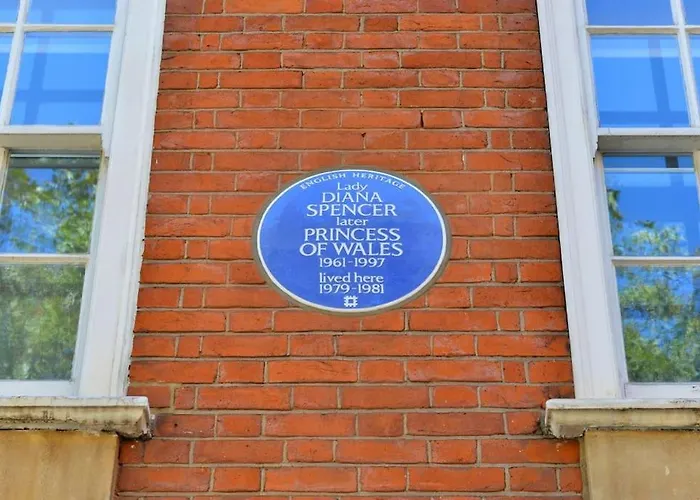 ENGLISH HERITAGE
Lady
DIANA
SPENCER
later
PRINCESS
OF WALES
1961-1997
lived here
1979-1981